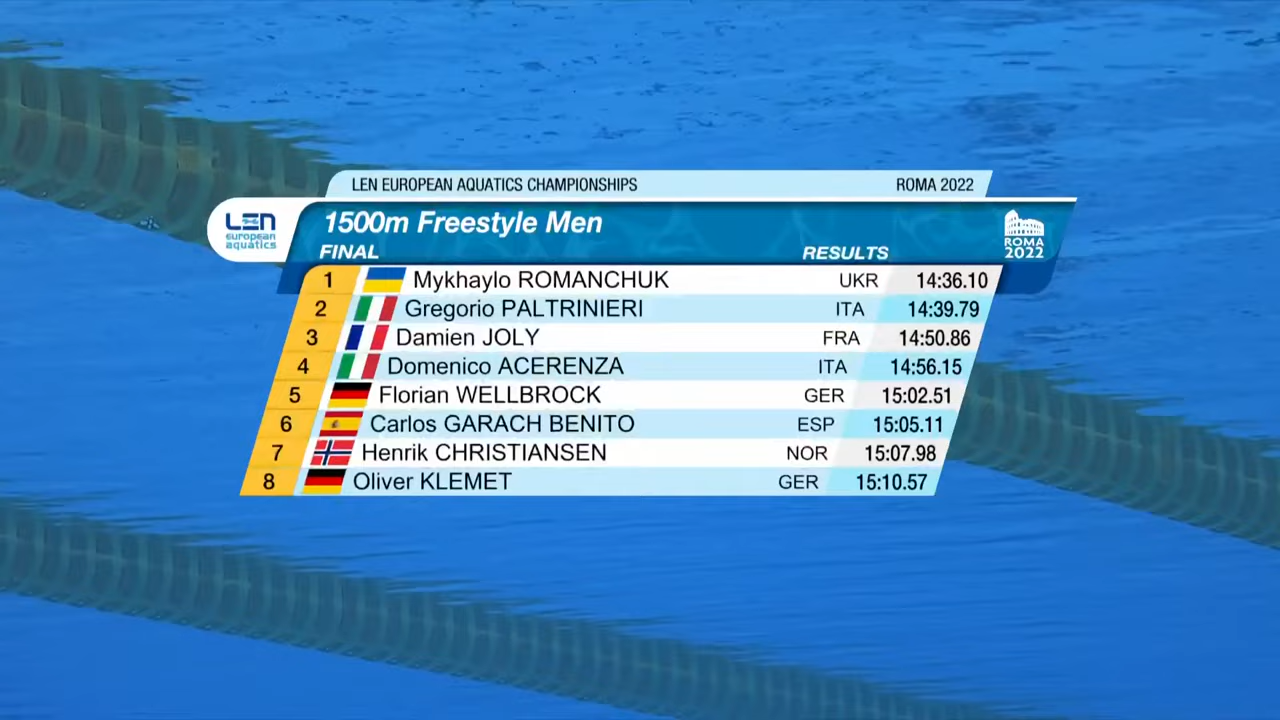 LEN EUROPEAN AQUATICS CHAMPIONSHIPS ROMA 2022
LEN
european
aquatics
1500m Freestyle Men
FINAL RESULTS
ROMA
2022
1 Mykhaylo ROMANCHUK UKR 14:36.10
2 Gregorio PALTRINIERI ITA 14:39.79
3 Damien JOLY FRA 14:50.86
4 Domenico ACERENZA ITA 14:56.15
5 Florian WELLBROCK GER 15:02.51
6 Carlos GARACH BENITO ESP 15:05.11
7 Henrik CHRISTIANSEN NOR 15:07.98
8 Oliver KLEMET GER 15:10.57